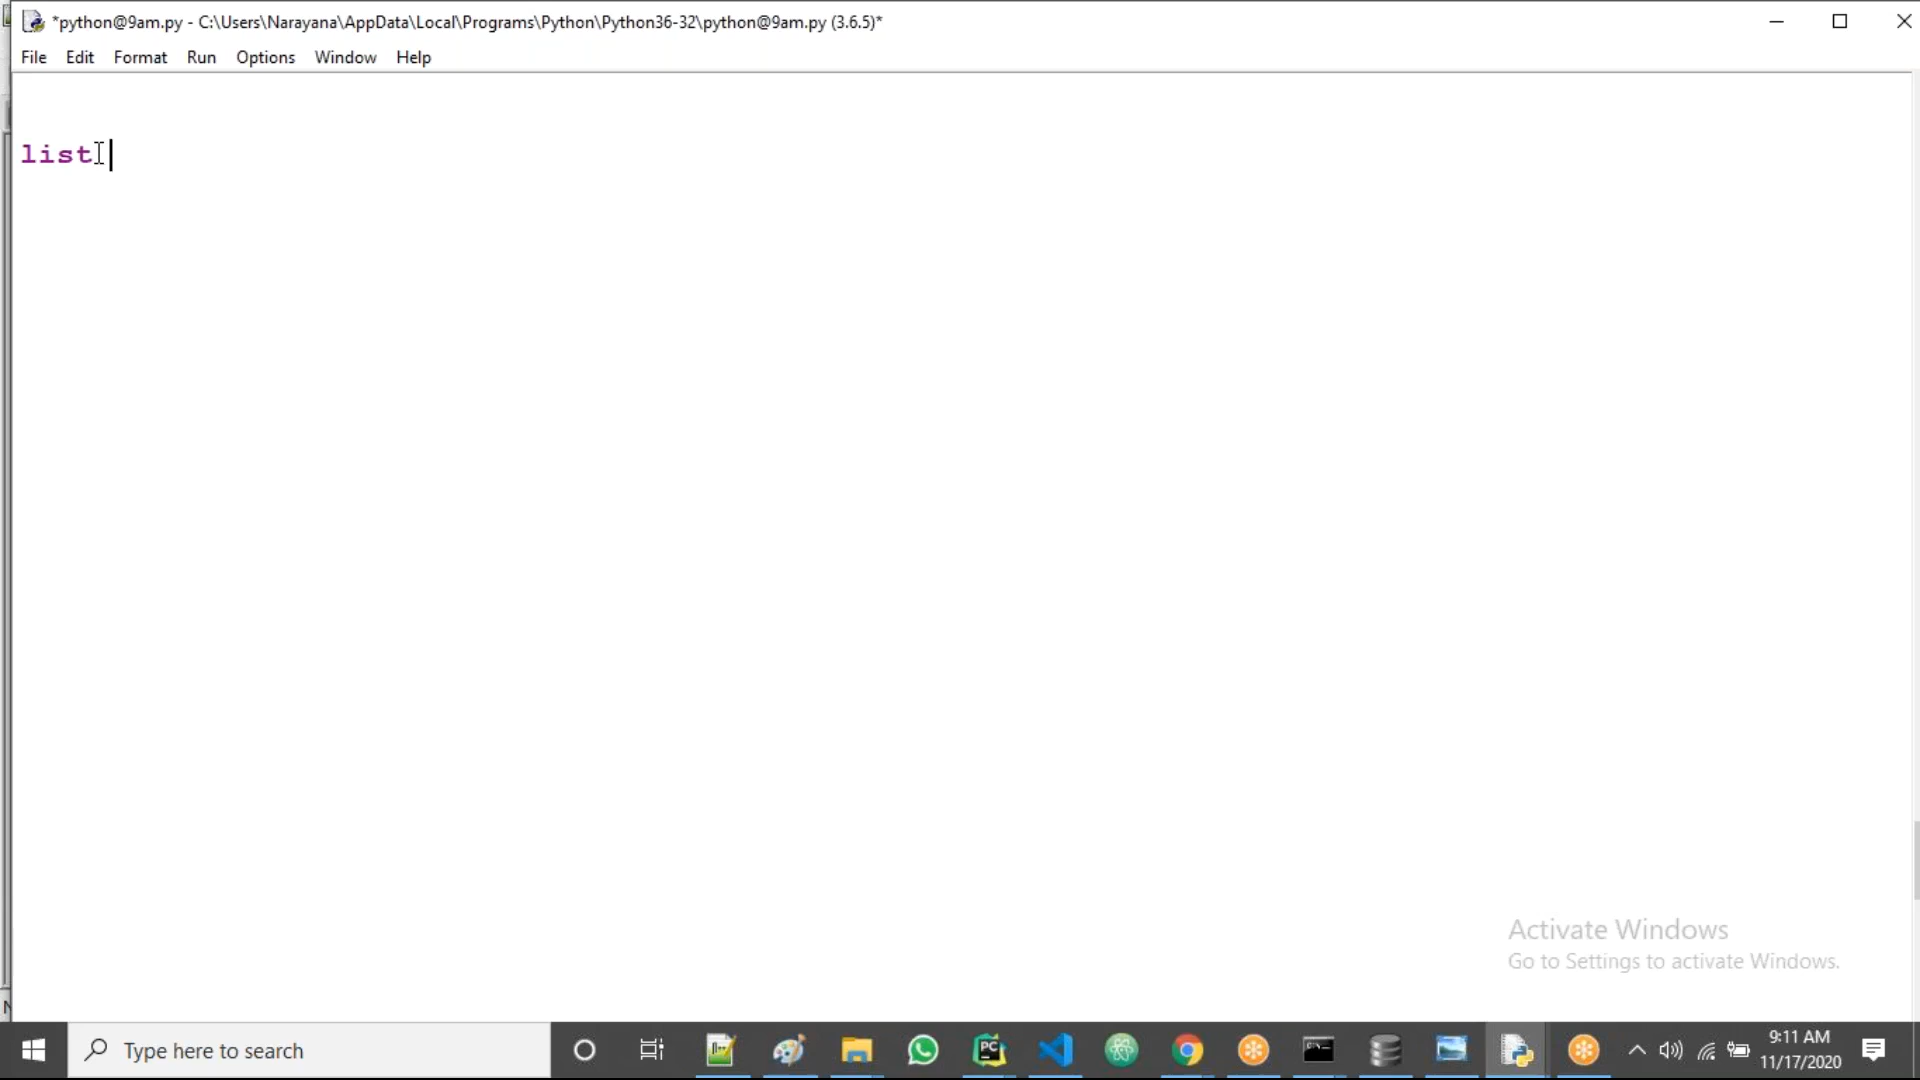 *python@9am.py - C:\Users\Narayana\AppData\Local\Programs\Python\Python36-32\python@9am.py (3.6.5)*
File Edit Format Run Options Window Help
list
Activate Windows
Go to Settings to activate Windows.
Type here to search
9:11 AM
11/17/2020